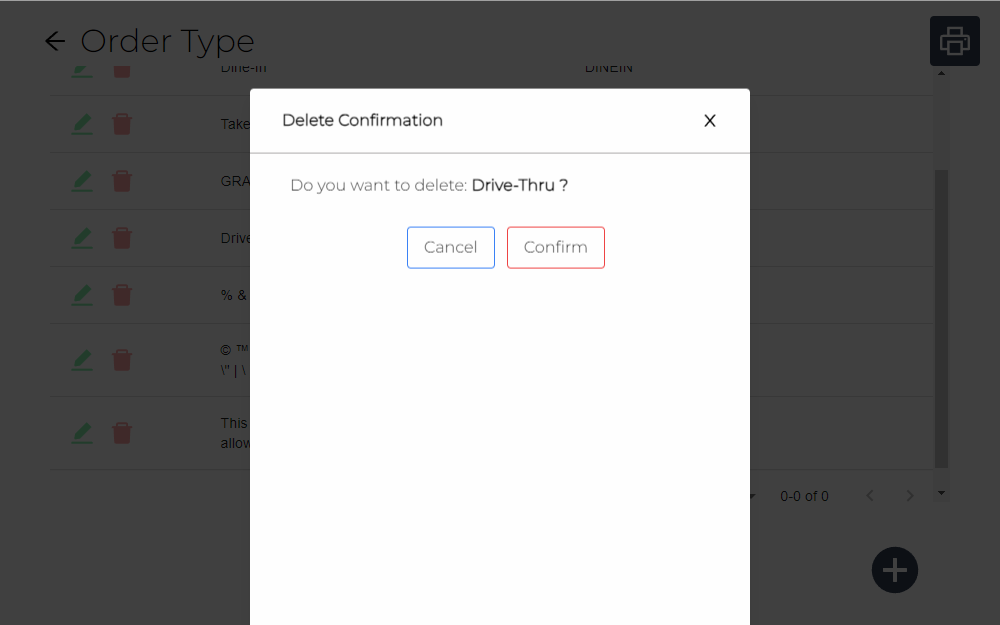 Order Type
Dine-In DINEIN
Delete Confirmation X
Take
Do you want to delete: Drive-Thru ?
GRA
Drive
Cancel Confirm
% &
© ™
\" | \
This
allow
0-0 of 0